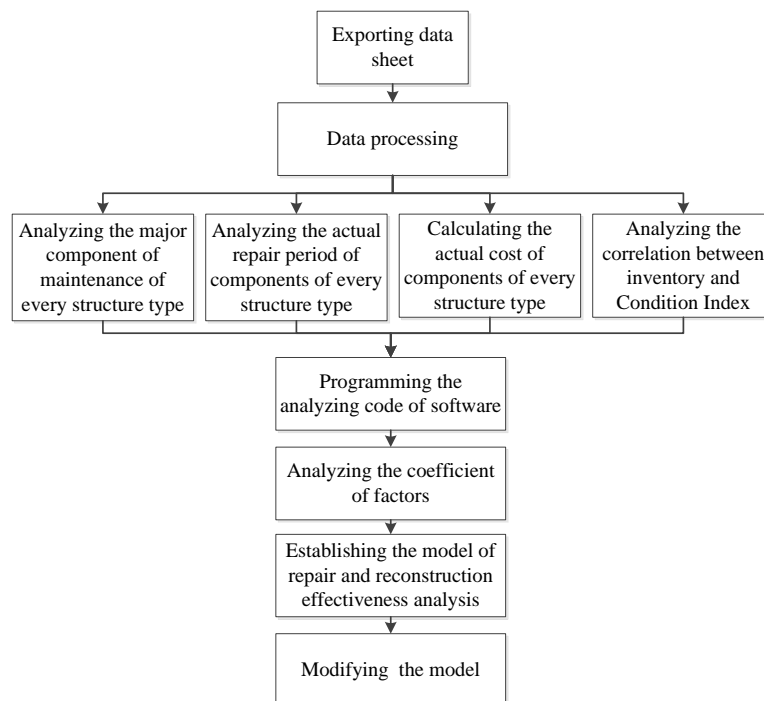 Exporting data
sheet
Data processing
Analyzing the major
component of
maintenance of
every structure type
Analyzing the actual
repair period of
components of every
structure type
Calculating the
actual cost of
components of every
structure type
Analyzing the
correlation between
inventory and
Condition Index
Programming the
analyzing code of software
Analyzing the coefficient
of factors
Establishing the model of
repair and reconstruction
effectiveness analysis
Modifying  the model